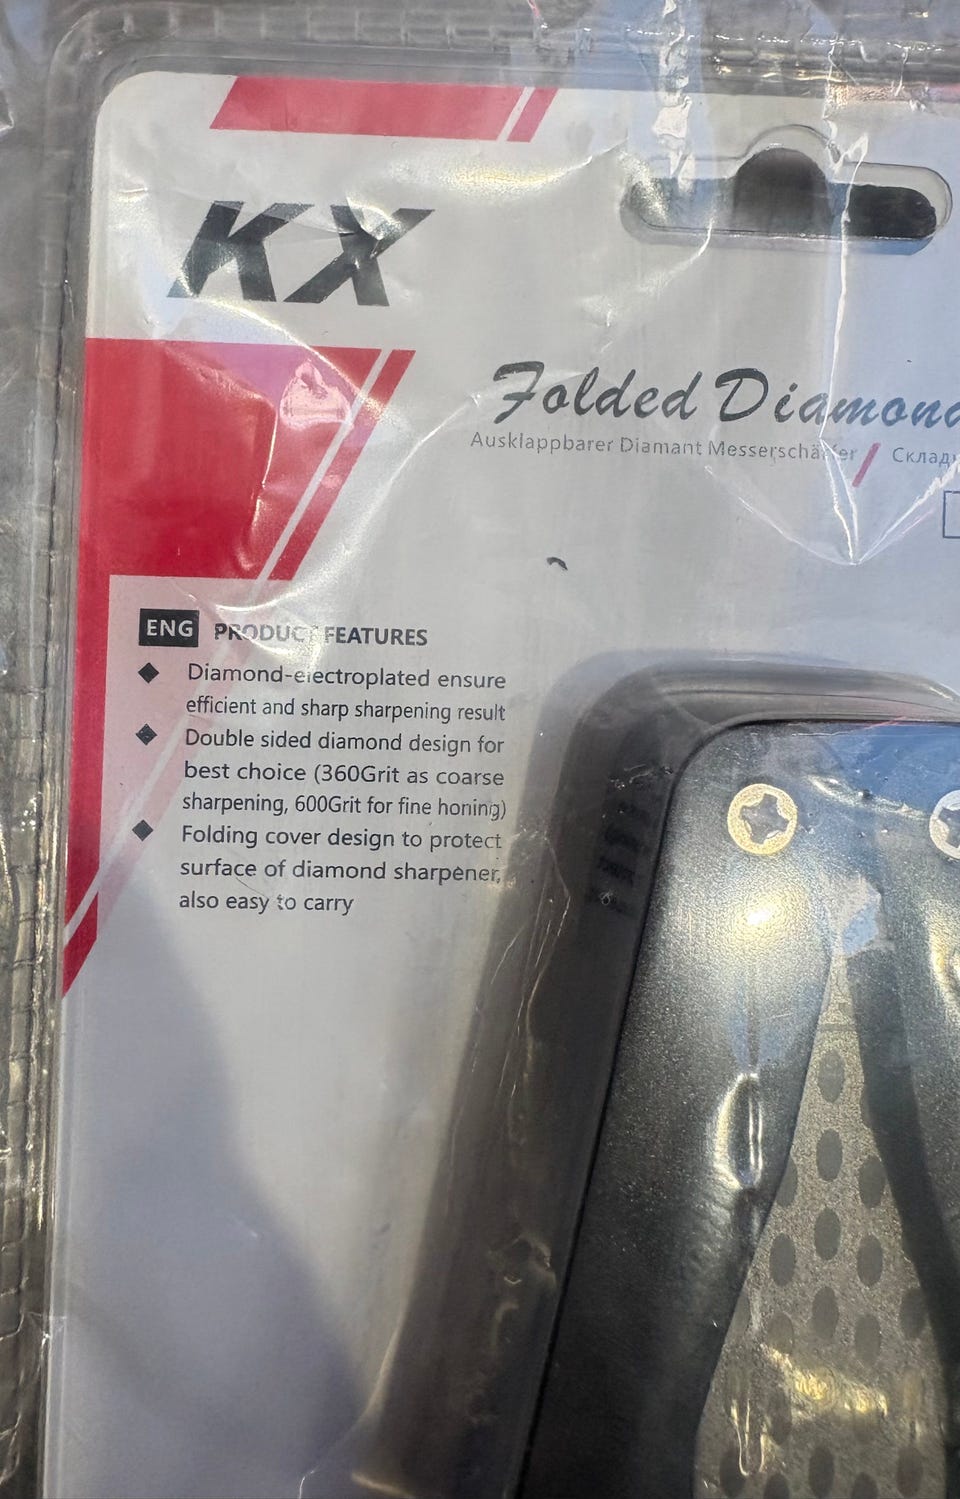 KX
Folded Diamond
Ausklappbarer Diamant Messerschärfer / Склад
ENG PRODUCT FEATURES
◆ Diamond-electroplated ensure
efficient and sharp sharpening result
◆ Double sided diamond design for
best choice (360Grit as coarse
sharpening, 600Grit for fine honing)
◆ Folding cover design to protect
surface of diamond sharpener,
also easy to carry